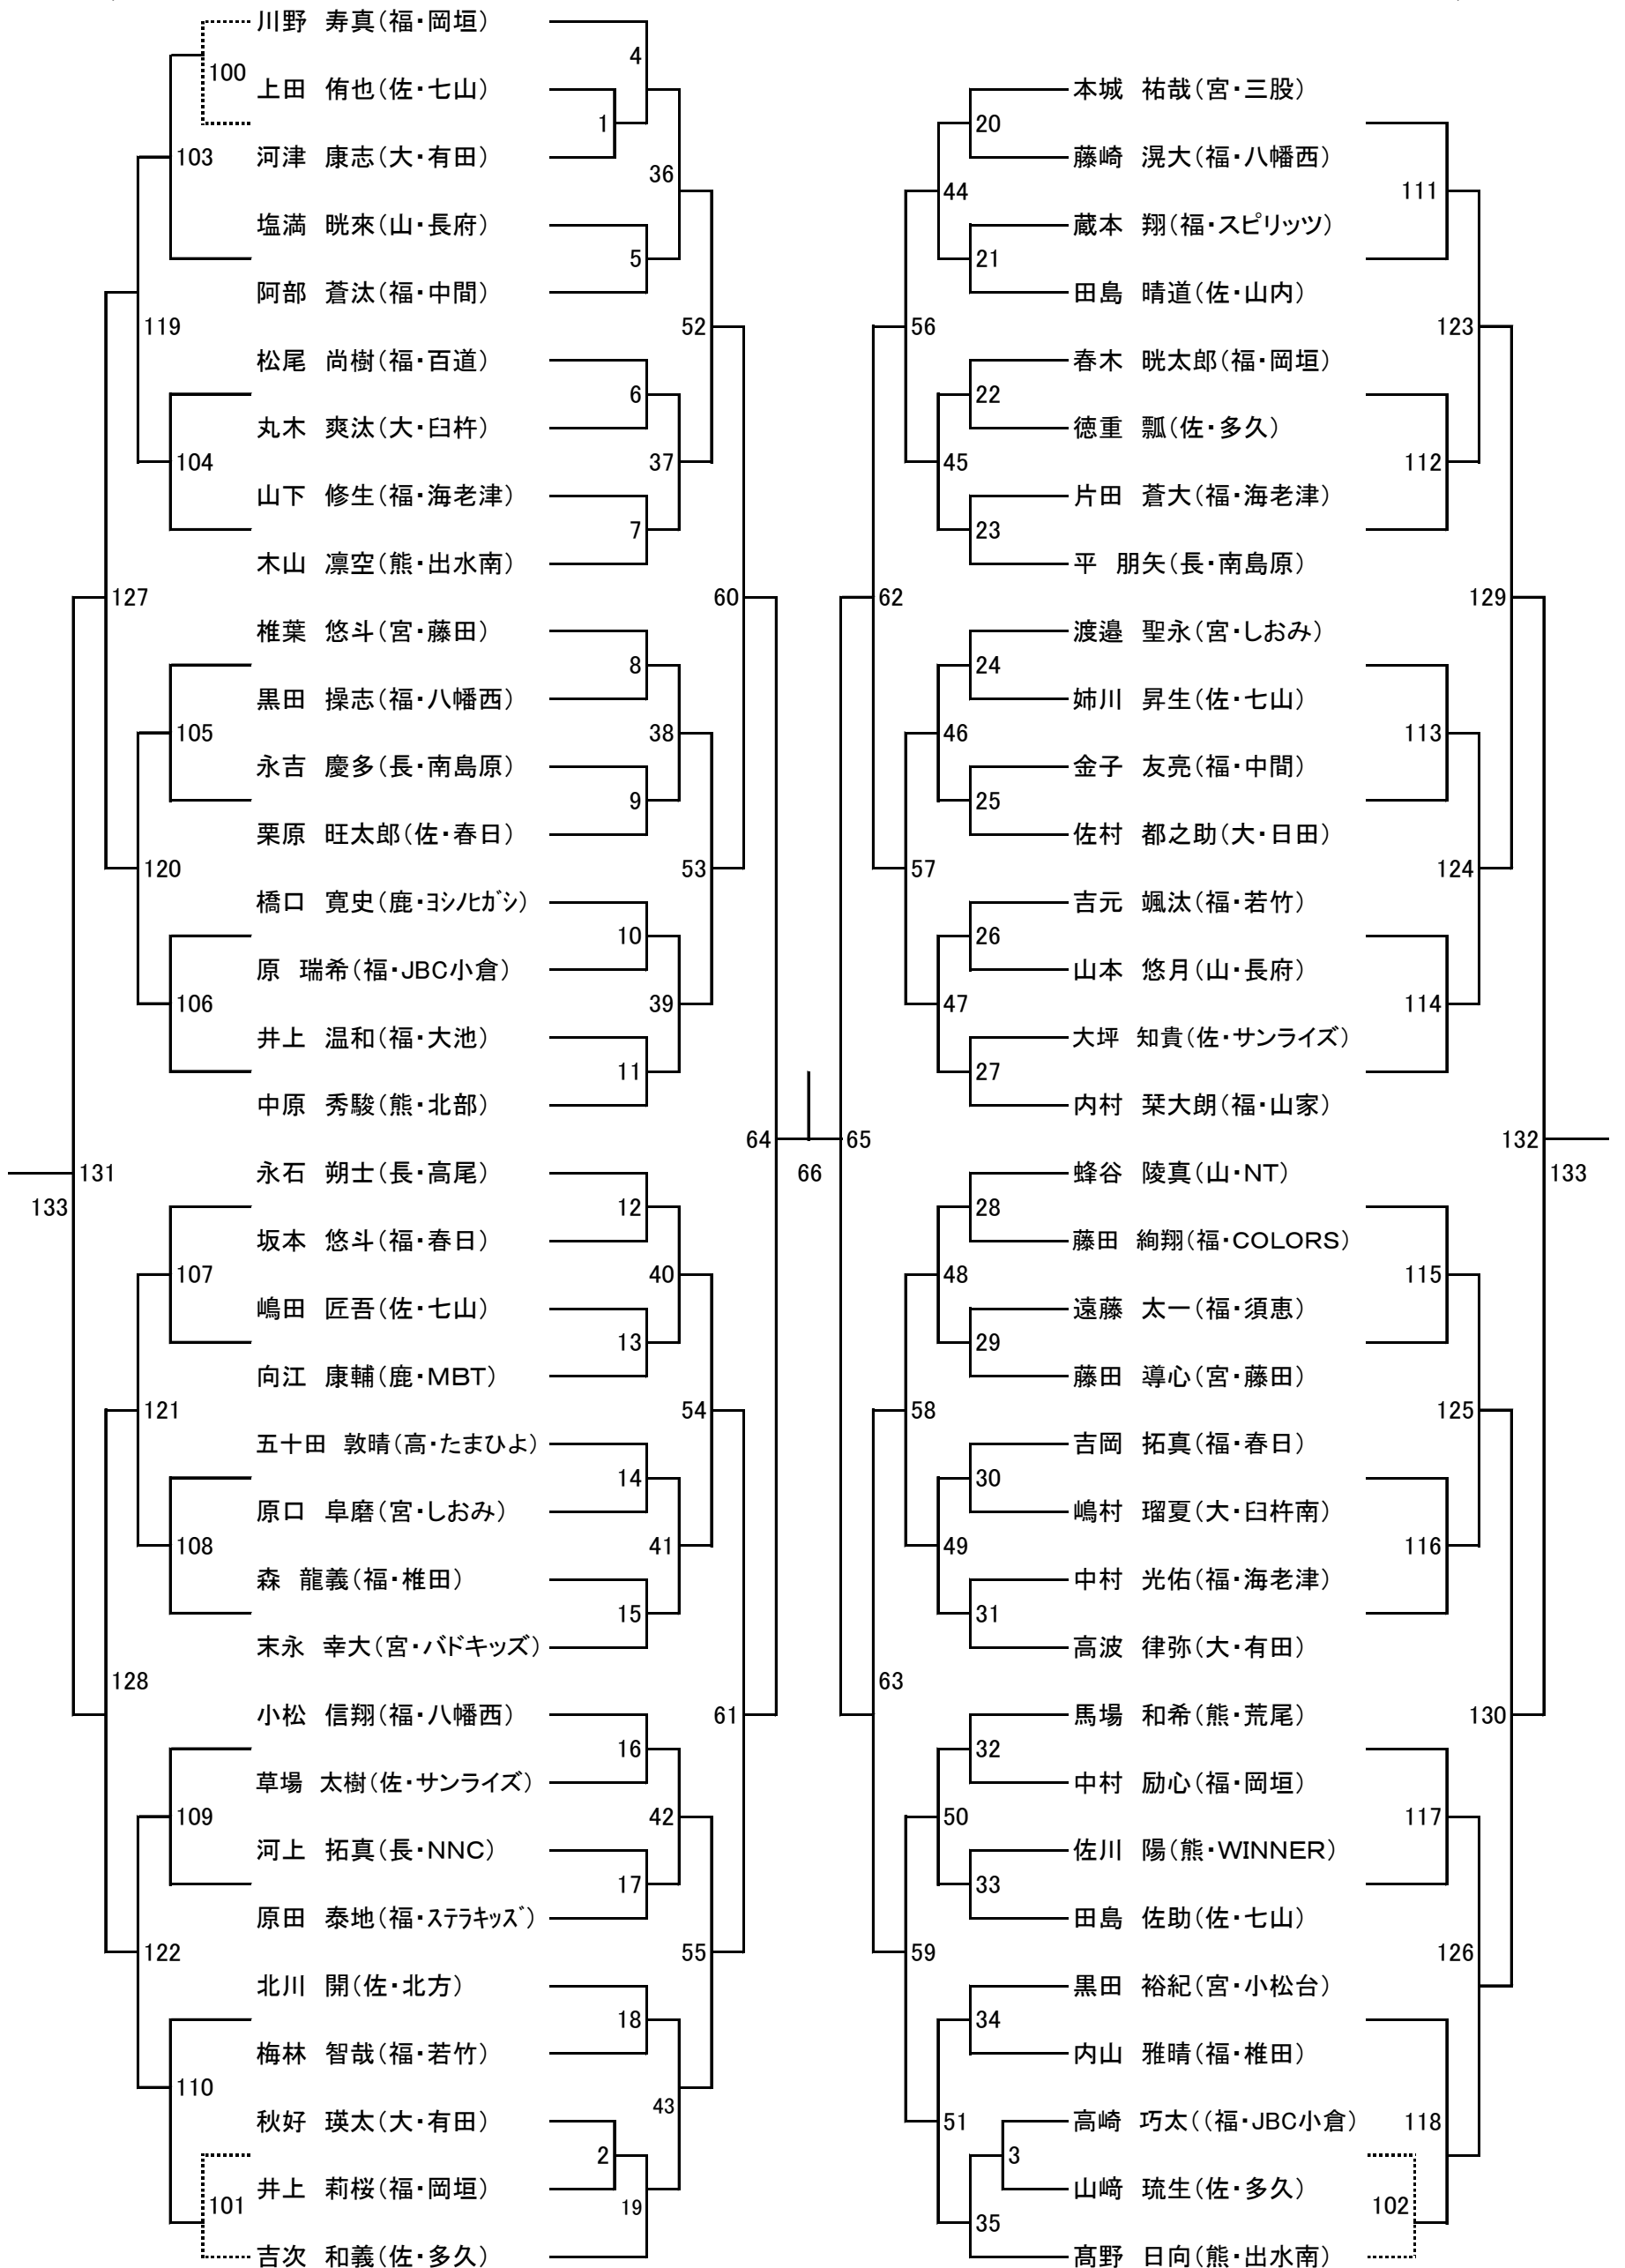 川野 寿真(福・岡垣)
4
100
上田 侑也(佐・七山)
1
103
河津 康志(大・有田)
36
塩満 晄來(山・長府)
5
阿部 蒼汰(福・中間)
119
52
松尾 尚樹(福・百道)
6
丸木 爽汰(大・臼杵)
104
37
山下 修生(福・海老津)
7
木山 凛空(熊・出水南)
127
60
椎葉 悠斗(宮・藤田)
8
黒田 操志(福・八幡西)
105
38
永吉 慶多(長・南島原)
9
栗原 旺太郎(佐・春日)
120
53
橋口 寛史(鹿・ヨシノヒガシ)
10
原 瑞希(福・JBC小倉)
106
39
井上 温和(福・大池)
11
中原 秀駿(熊・北部)
64
131
永石 朔士(長・高尾)
133
12
坂本 悠斗(福・春日)
107
40
嶋田 匠吾(佐・七山)
13
向江 康輔(鹿・MBT)
121
54
五十田 敦晴(高・たまひよ)
14
原口 阜磨(宮・しおみ)
108
41
森 龍義(福・椎田)
15
末永 幸大(宮・バドキッズ)
128
小松 信翔(福・八幡西)
61
16
草場 太樹(佐・サンライズ)
109
42
河上 拓真(長・NNC)
17
原田 泰地(福・ステラキッズ)
122
55
北川 開(佐・北方)
18
梅林 智哉(福・若竹)
110
43
秋好 瑛太(大・有田)
2
井上 莉桜(福・岡垣)
101
19
吉次 和義(佐・多久)
66
本城 祐哉(宮・三股)
20
藤崎 滉大(福・八幡西)
44
111
蔵本 翔(福・スピリッツ)
21
田島 晴道(佐・山内)
56
123
春木 晄太郎(福・岡垣)
22
徳重 瓢(佐・多久)
45
112
片田 蒼大(福・海老津)
23
平 朋矢(長・南島原)
62
129
渡邉 聖永(宮・しおみ)
24
姉川 昇生(佐・七山)
46
113
金子 友亮(福・中間)
25
佐村 都之助(大・日田)
57
124
吉元 颯汰(福・若竹)
26
山本 悠月(山・長府)
47
114
大坪 知貴(佐・サンライズ)
27
内村 栞大朗(福・山家)
65
132
蜂谷 陵真(山・NT)
133
28
藤田 絢翔(福・COLORS)
48
115
遠藤 太一(福・須恵)
29
藤田 導心(宮・藤田)
58
125
吉岡 拓真(福・春日)
30
嶋村 瑠夏(大・臼杵南)
49
116
中村 光佑(福・海老津)
31
高波 律弥(大・有田)
63
馬場 和希(熊・荒尾)
130
32
中村 励心(福・岡垣)
50
117
佐川 陽(熊・WINNER)
33
田島 佐助(佐・七山)
59
126
黒田 裕紀(宮・小松台)
34
内山 雅晴(福・椎田)
51
高崎 巧太((福・JBC小倉)
118
3
山﨑 琉生(佐・多久)
102
35
髙野 日向(熊・出水南)